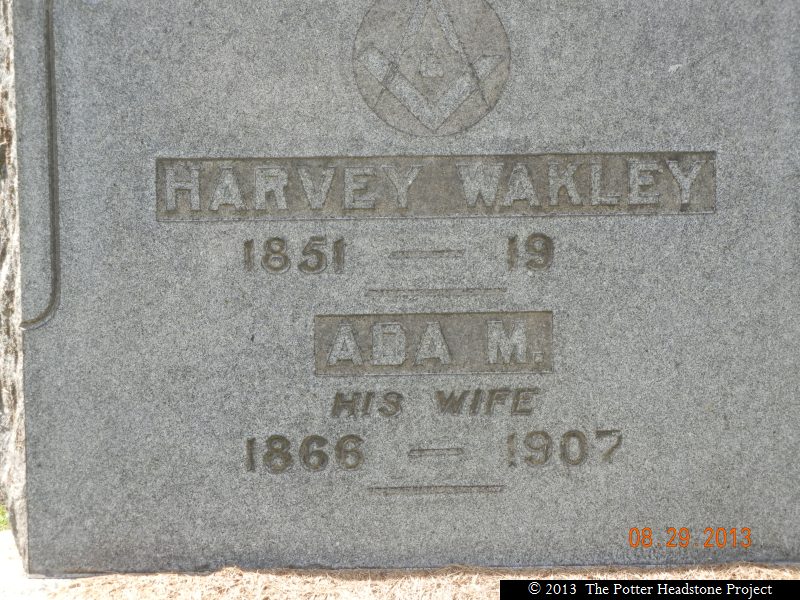 HARVEY WAKLEY
1851 — 19
ADA M.
HIS WIFE
1866 — 1907
08.29.2013
© 2013 The Potter Headstone Project